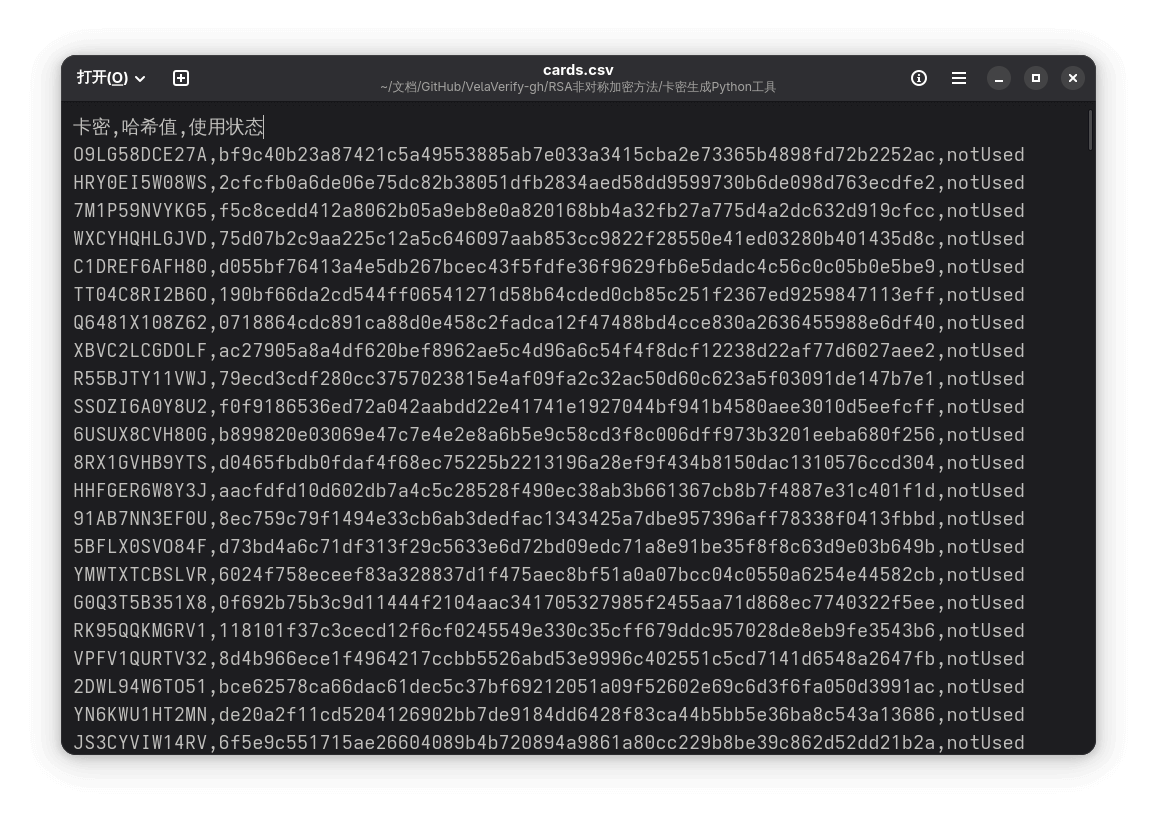 打开(O)
cards.csv
~/文档/GitHub/VelaVerify-gh/RSA非对称加密方法/卡密生成Python工具
卡密,哈希值,使用状态
O9LG58DCE27A,bf9c40b23a87421c5a49553885ab7e033a3415cba2e73365b4898fd72b2252ac,notUsed
HRY0EI5W08WS,2cfcfb0a6de06e75dc82b38051dfb2834aed58dd9599730b6de098d763ecdfe2,notUsed
7M1P59NVYKG5,f5c8cedd412a8062b05a9eb8e0a820168bb4a32fb27a775d4a2dc632d919cfcc,notUsed
WXCYHQHLGJVD,75d07b2c9aa225c12a5c646097aab853cc9822f28550e41ed03280b401435d8c,notUsed
C1DREF6AFH80,d055bf76413a4e5db267bcec43f5fdfe36f9629fb6e5dadc4c56c0c05b0e5be9,notUsed
TT04C8RI2B6O,190bf66da2cd544ff06541271d58b64cded0cb85c251f2367ed9259847113eff,notUsed
Q6481X108Z62,0718864cdc891ca88d0e458c2fadca12f47488bd4cce830a2636455988e6df40,notUsed
XBVC2LCGDOLF,ac27905a8a4df620bef8962ae5c4d96a6c54f4f8dcf12238d22af77d6027aee2,notUsed
R55BJTY11VWJ,79ecd3cdf280cc3757023815e4af09fa2c32ac50d60c623a5f03091de147b7e1,notUsed
SSOZI6A0Y8U2,f0f9186536ed72a042aabdd22e41741e1927044bf941b4580aee3010d5eefcff,notUsed
6USUX8CVH80G,b899820e03069e47c7e4e2e8a6b5e9c58cd3f8c006dff973b3201eeba680f256,notUsed
8RX1GVHB9YTS,d0465fbdb0fdaf4f68ec75225b2213196a28ef9f434b8150dac1310576ccd304,notUsed
HHFGER6W8Y3J,aacfdfd10d602db7a4c5c28528f490ec38ab3b661367cb8b7f4887e31c401f1d,notUsed
91AB7NN3EF0U,8ec759c79f1494e33cb6ab3dedfac1343425a7dbe957396aff78338f0413fbbd,notUsed
5BFLX0SVO84F,d73bd4a6c71df313f29c5633e6d72bd09edc71a8e91be35f8f8c63d9e03b649b,notUsed
YMWTXTCBSLVR,6024f758eceef83a328837d1f475aec8bf51a0a07bcc04c0550a6254e44582cb,notUsed
G0Q3T5B351X8,0f692b75b3c9d11444f2104aac341705327985f2455aa71d868ec7740322f5ee,notUsed
RK95QQKMGRV1,118101f37c3cecd12f6cf0245549e330c35cff679ddc957028de8eb9fe3543b6,notUsed
VPFV1QURTV32,8d4b966ece1f4964217ccbb5526abd53e9996c402551c5cd7141d6548a2647fb,notUsed
2DWL94W6TO51,bce62578ca66dac61dec5c37bf69212051a09f52602e69c6d3f6fa050d3991ac,notUsed
YN6KWU1HT2MN,de20a2f11cd5204126902bb7de9184dd6428f83ca44b5bb5e36ba8c543a13686,notUsed
JS3CYVIW14RV,6f5e9c551715ae26604089b4b720894a9861a80cc229b8be39c862d52dd21b2a,notUsed